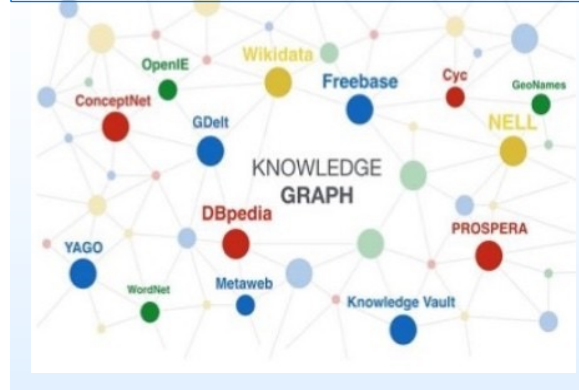 Wikidata
OpenIE
Freebase
Cyc
GeoNames
ConceptNet
GDelt
NELL
KNOWLEDGE
GRAPH
DBpedia
PROSPERA
YAGO
WordNet
Metaweb
Knowledge Vault